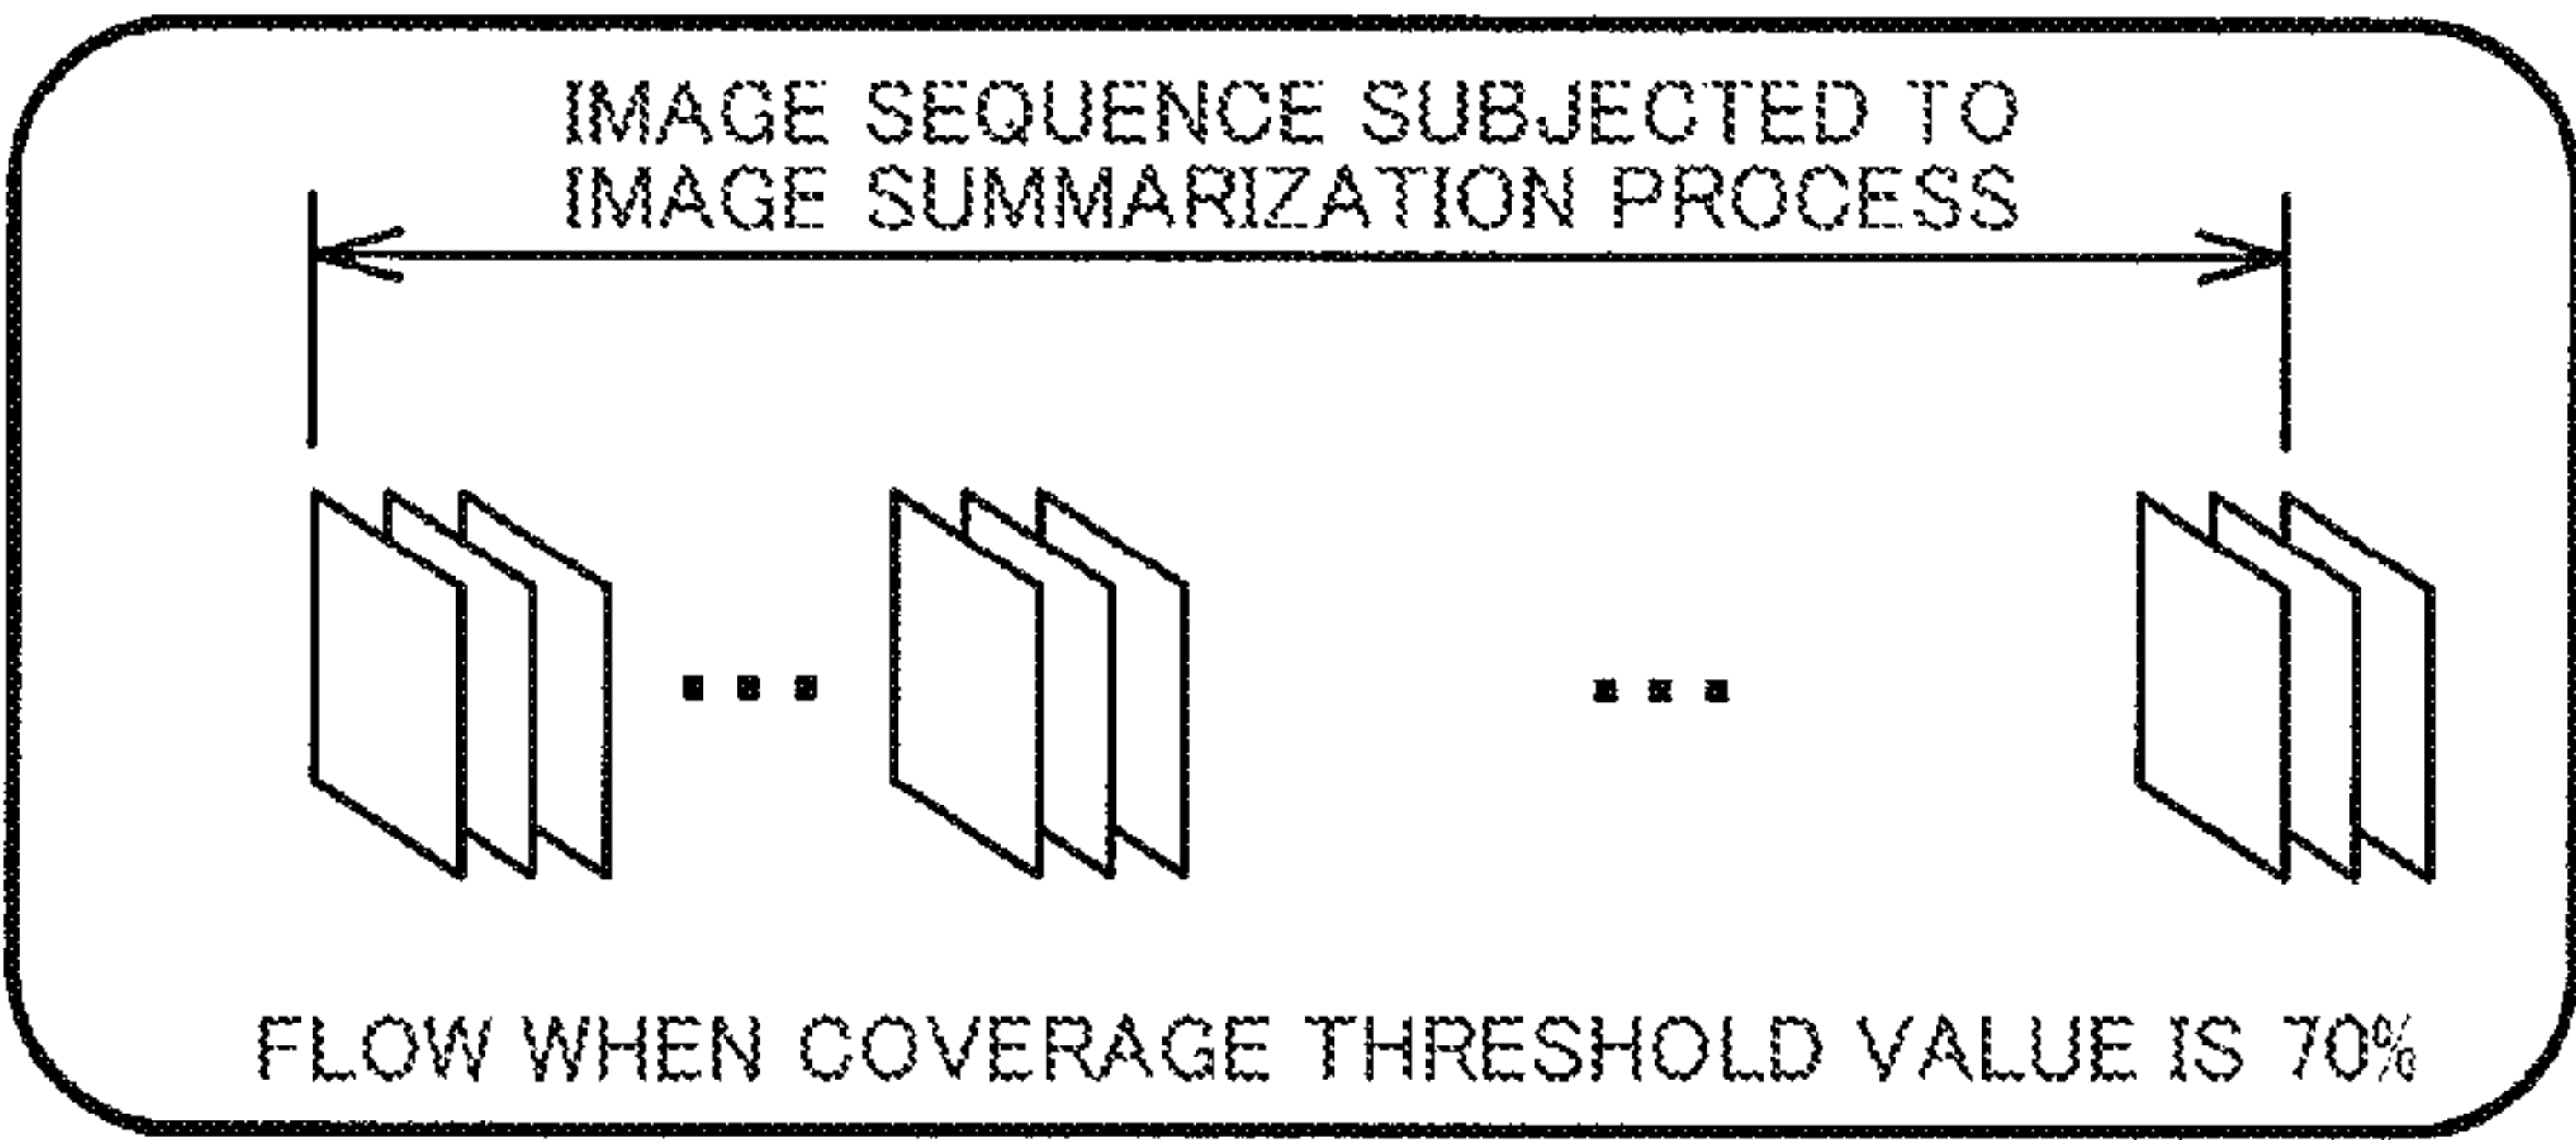 IMAGE SEQUENCE SUBJECTED TO
IMAGE SUMMARIZATION PROCESS
FLOW WHEN COVERAGE THRESHOLD VALUE IS 70%